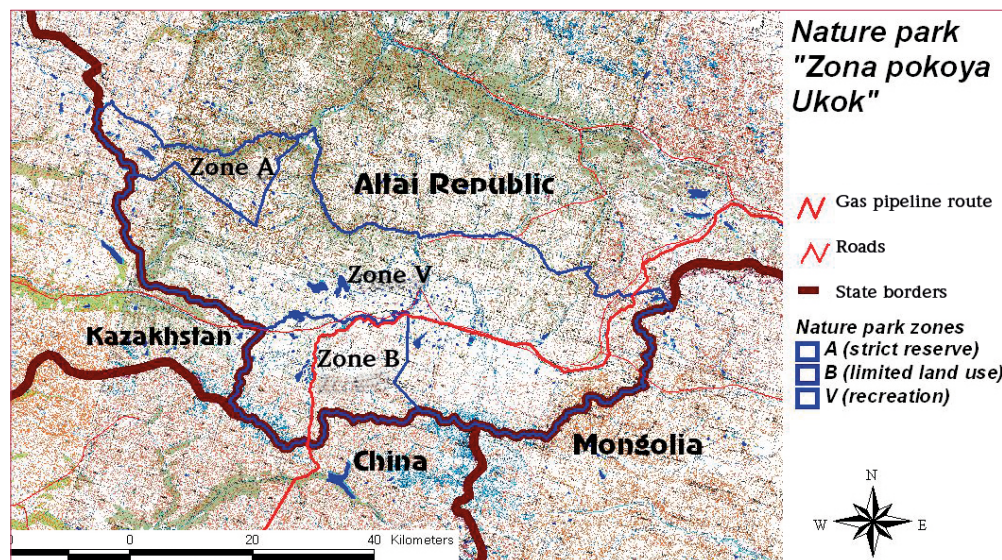 Nature park
"Zona pokoya
Ukok"
Zone A
Altai Republic
Gas pipeline route
Roads
Zone V
State borders
Kazakhstan
Nature park zones
A (strict reserve)
Zone B
B (limited land use)
V (recreation)
Mongolia
China
N
W E
S
0 20 40 Kilometers